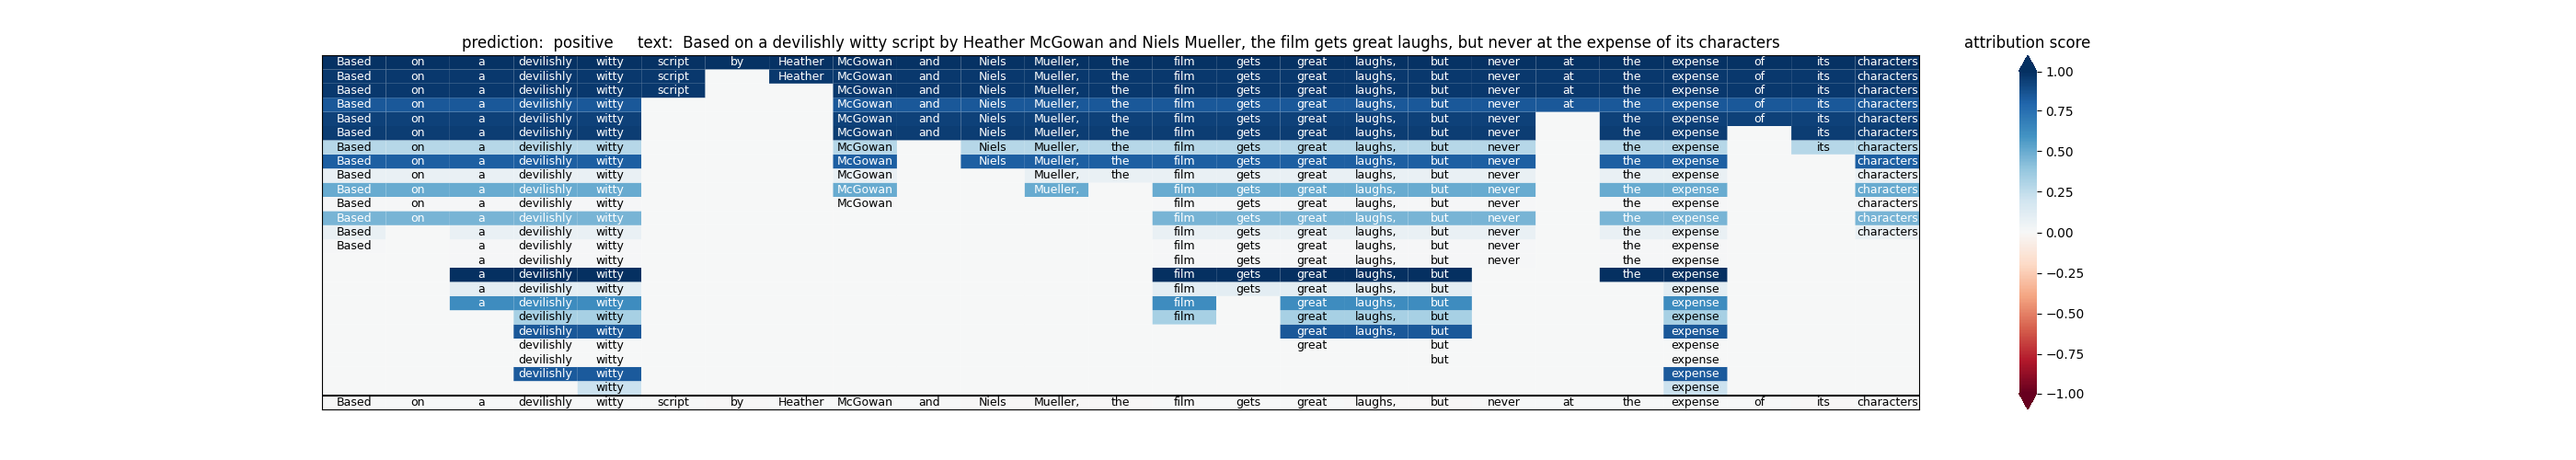 prediction: positive text: Based on a devilishly witty script by Heather McGowan and Niels Mueller, the film gets great laughs, but never at the expense of its characters attribution score
Based on a devilishly witty script by Heather McGowan and Niels Mueller, the film gets great laughs, but never at the expense of its characters
Based on a devilishly witty script Heather McGowan and Niels Mueller, the film gets great laughs, but never at the expense of its characters
Based on a devilishly witty script McGowan and Niels Mueller, the film gets great laughs, but never at the expense of its characters
Based on a devilishly witty McGowan and Niels Mueller, the film gets great laughs, but never at the expense of its characters
Based on a devilishly witty McGowan and Niels Mueller, the film gets great laughs, but never the expense of its characters
Based on a devilishly witty McGowan and Niels Mueller, the film gets great laughs, but never the expense its characters
Based on a devilishly witty McGowan Niels Mueller, the film gets great laughs, but never the expense its characters
Based on a devilishly witty McGowan Niels Mueller, the film gets great laughs, but never the expense characters
Based on a devilishly witty McGowan Mueller, the film gets great laughs, but never the expense characters
Based on a devilishly witty McGowan Mueller, film gets great laughs, but never the expense characters
Based on a devilishly witty McGowan film gets great laughs, but never the expense characters
Based on a devilishly witty film gets great laughs, but never the expense characters
Based a devilishly witty film gets great laughs, but never the expense characters
Based a devilishly witty film gets great laughs, but never the expense
a devilishly witty film gets great laughs, but never the expense
a devilishly witty film gets great laughs, but the expense
a devilishly witty film gets great laughs, but expense
a devilishly witty film great laughs, but expense
devilishly witty film great laughs, but expense
devilishly witty great laughs, but expense
devilishly witty great but expense
devilishly witty but expense
devilishly witty expense
witty expense
Based on a devilishly witty script by Heather McGowan and Niels Mueller, the film gets great laughs, but never at the expense of its characters
1.00
0.75
0.50
0.25
0.00
−0.25
−0.50
−0.75
−1.00